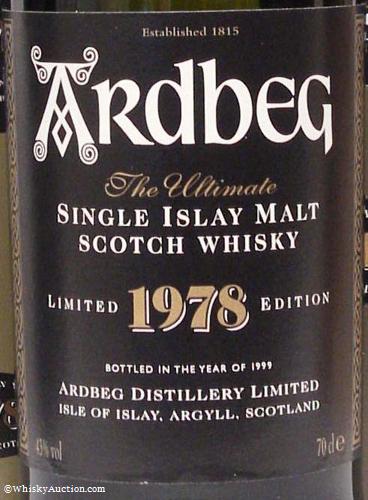 Established 1815
ARDBEG
The Ultimate
SINGLE ISLAY MALT
SCOTCH WHISKY
LIMITED 1978 EDITION
BOTTLED IN THE YEAR OF 1999
ARDBEG DISTILLERY LIMITED
ISLE OF ISLAY, ARGYLL, SCOTLAND
43% vol 70 cl e
©WhiskyAuction.com